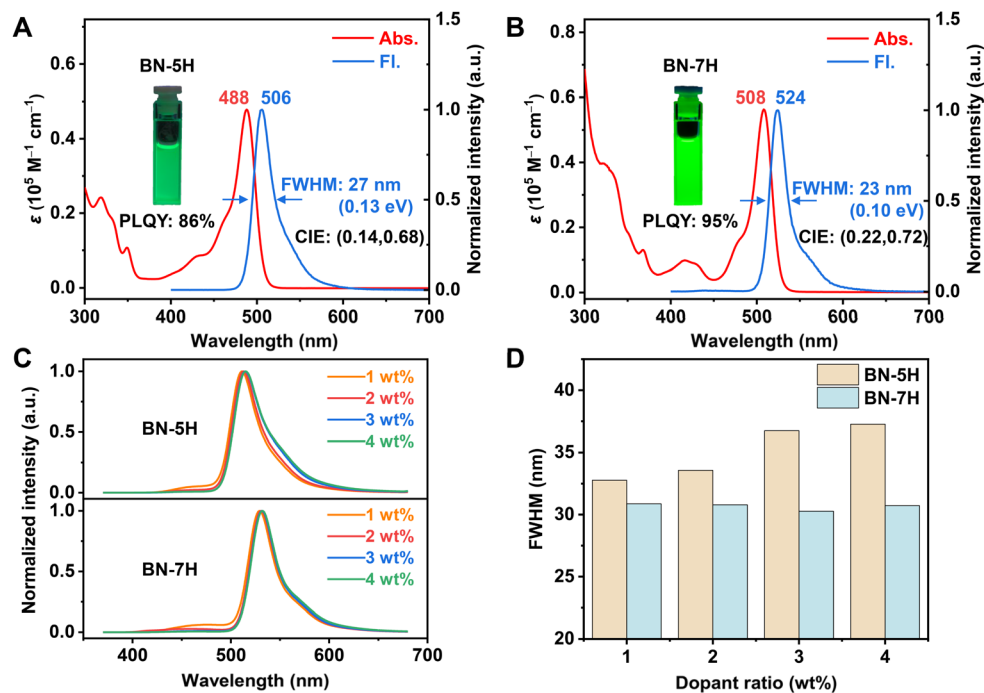 A
BN-5H
Abs.
Fl.
488 506
FWHM: 27 nm
(0.13 eV)
PLQY: 86%
CIE: (0.14,0.68)
ε (10⁵ M⁻¹ cm⁻¹)
0.6
0.4
0.2
0.0
Normalized intensity (a.u.)
1.5
1.0
0.5
0.0
300 400 500 600 700
Wavelength (nm)
B
BN-7H
Abs.
Fl.
508 524
FWHM: 23 nm
(0.10 eV)
PLQY: 95%
CIE: (0.22,0.72)
ε (10⁵ M⁻¹ cm⁻¹)
0.8
0.6
0.4
0.2
0.0
Normalized intensity (a.u.)
1.5
1.0
0.5
0.0
300 400 500 600 700
Wavelength (nm)
C
Normalized intensity (a.u.)
1.0
0.5
0.0
BN-5H
1 wt%
2 wt%
3 wt%
4 wt%
1.0
0.5
0.0
BN-7H
1 wt%
2 wt%
3 wt%
4 wt%
400 500 600 700
Wavelength (nm)
D
BN-5H
BN-7H
FWHM (nm)
40
35
30
25
20
1 2 3 4
Dopant ratio (wt%)